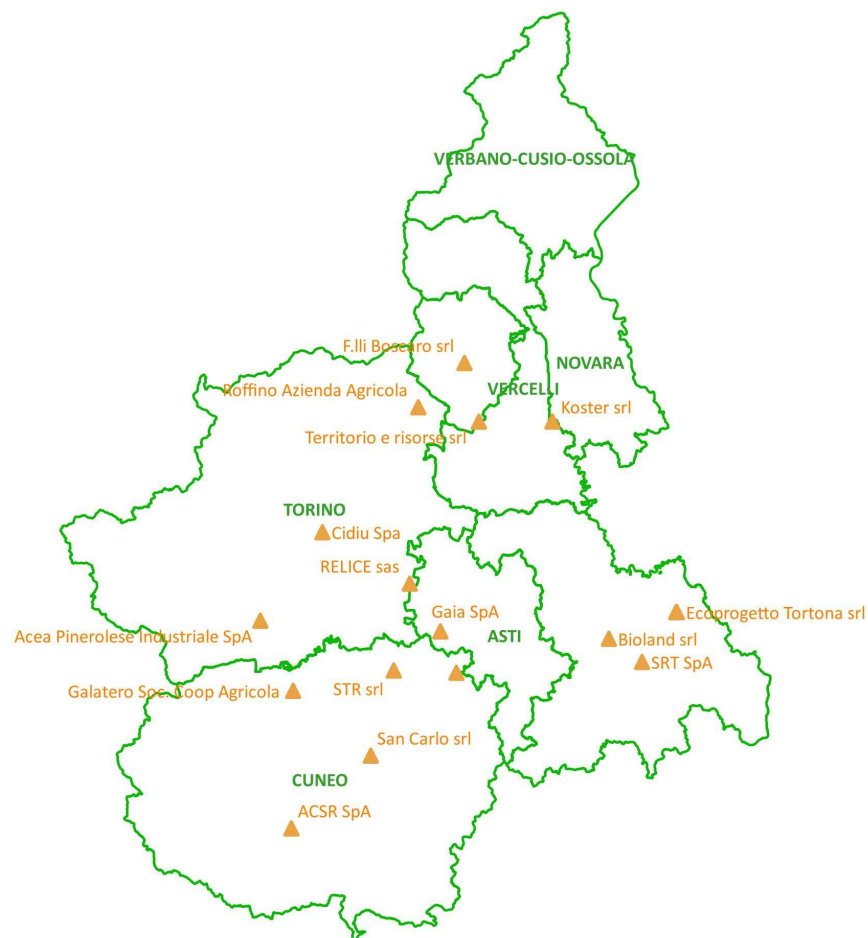 VERBANO-CUSIO-OSSOLA
F.lli Boscaro srl
NOVARA
Roffino Azienda Agricola
VERCELLI
Koster srl
Territorio e risorse srl
TORINO
Cidiu Spa
RELICE sas
Gaia SpA
Ecoprogetto Tortona srl
Acea Pinerolese Industriale SpA
ASTI
Bioland srl
SRT SpA
Galatero Soc. Coop Agricola
STR srl
San Carlo srl
CUNEO
ACSR SpA